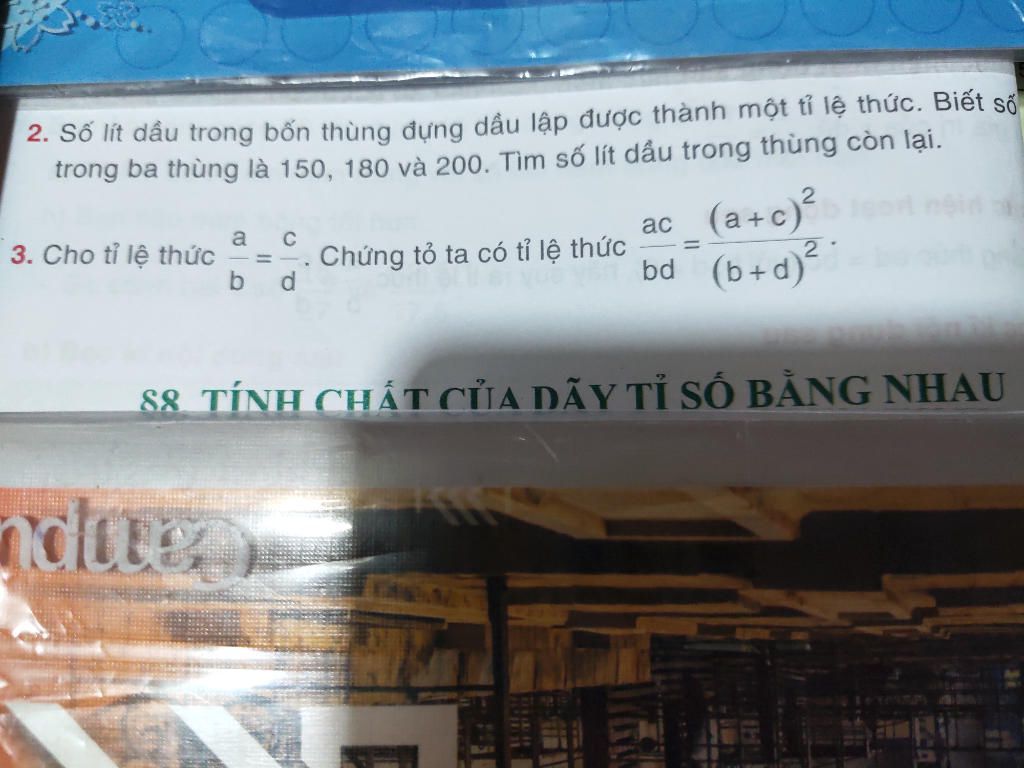 2. Số lít dầu trong bốn thùng đựng dầu lập được thành một tỉ lệ thức. Biết số
trong ba thùng là 150, 180 và 200. Tìm số lít dầu trong thùng còn lại.
3. Cho tỉ lệ thức a/b = c/d. Chứng tỏ ta có tỉ lệ thức ac/bd = (a + c)²/(b + d)².
§8 TÍNH CHẤT CỦA DÃY TỈ SỐ BẰNG NHAU
Campu